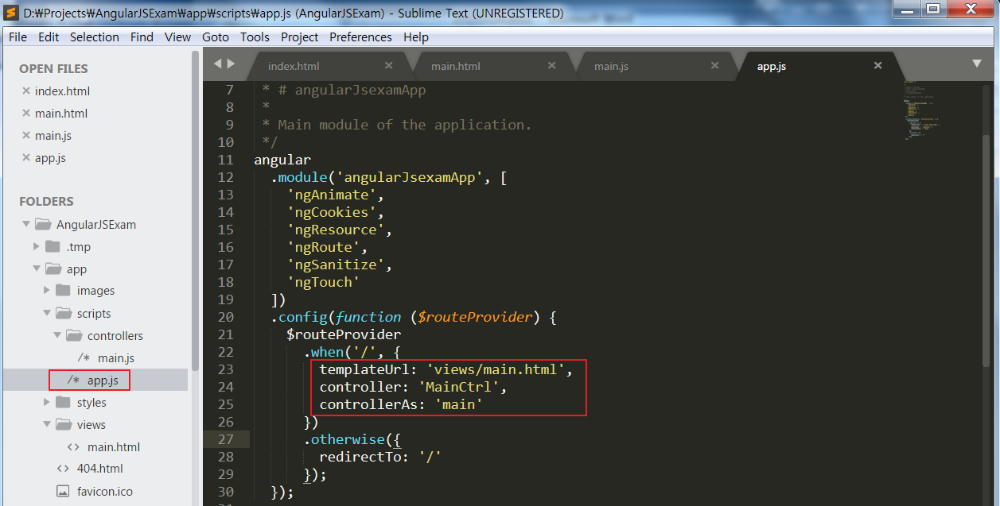 D:₩Projects₩AngularJSExam₩app₩scripts₩app.js (AngularJSExam) - Sublime Text (UNREGISTERED)
File Edit Selection Find View Goto Tools Project Preferences Help
OPEN FILES
index.html
main.html
main.js
app.js
FOLDERS
AngularJSExam
.tmp
app
images
scripts
controllers
/* main.js
/* app.js
styles
views
<> main.html
<> 404.html
favicon.ico
index.html main.html main.js app.js
7 * # angularJsexamApp
8 *
9 * Main module of the application.
10 */
11 angular
12 .module('angularJsexamApp', [
13 'ngAnimate',
14 'ngCookies',
15 'ngResource',
16 'ngRoute',
17 'ngSanitize',
18 'ngTouch'
19 ])
20 .config(function ($routeProvider) {
21 $routeProvider
22 .when('/', {
23 templateUrl: 'views/main.html',
24 controller: 'MainCtrl',
25 controllerAs: 'main'
26 })
27 .otherwise({
28 redirectTo: '/'
29 });
30 });